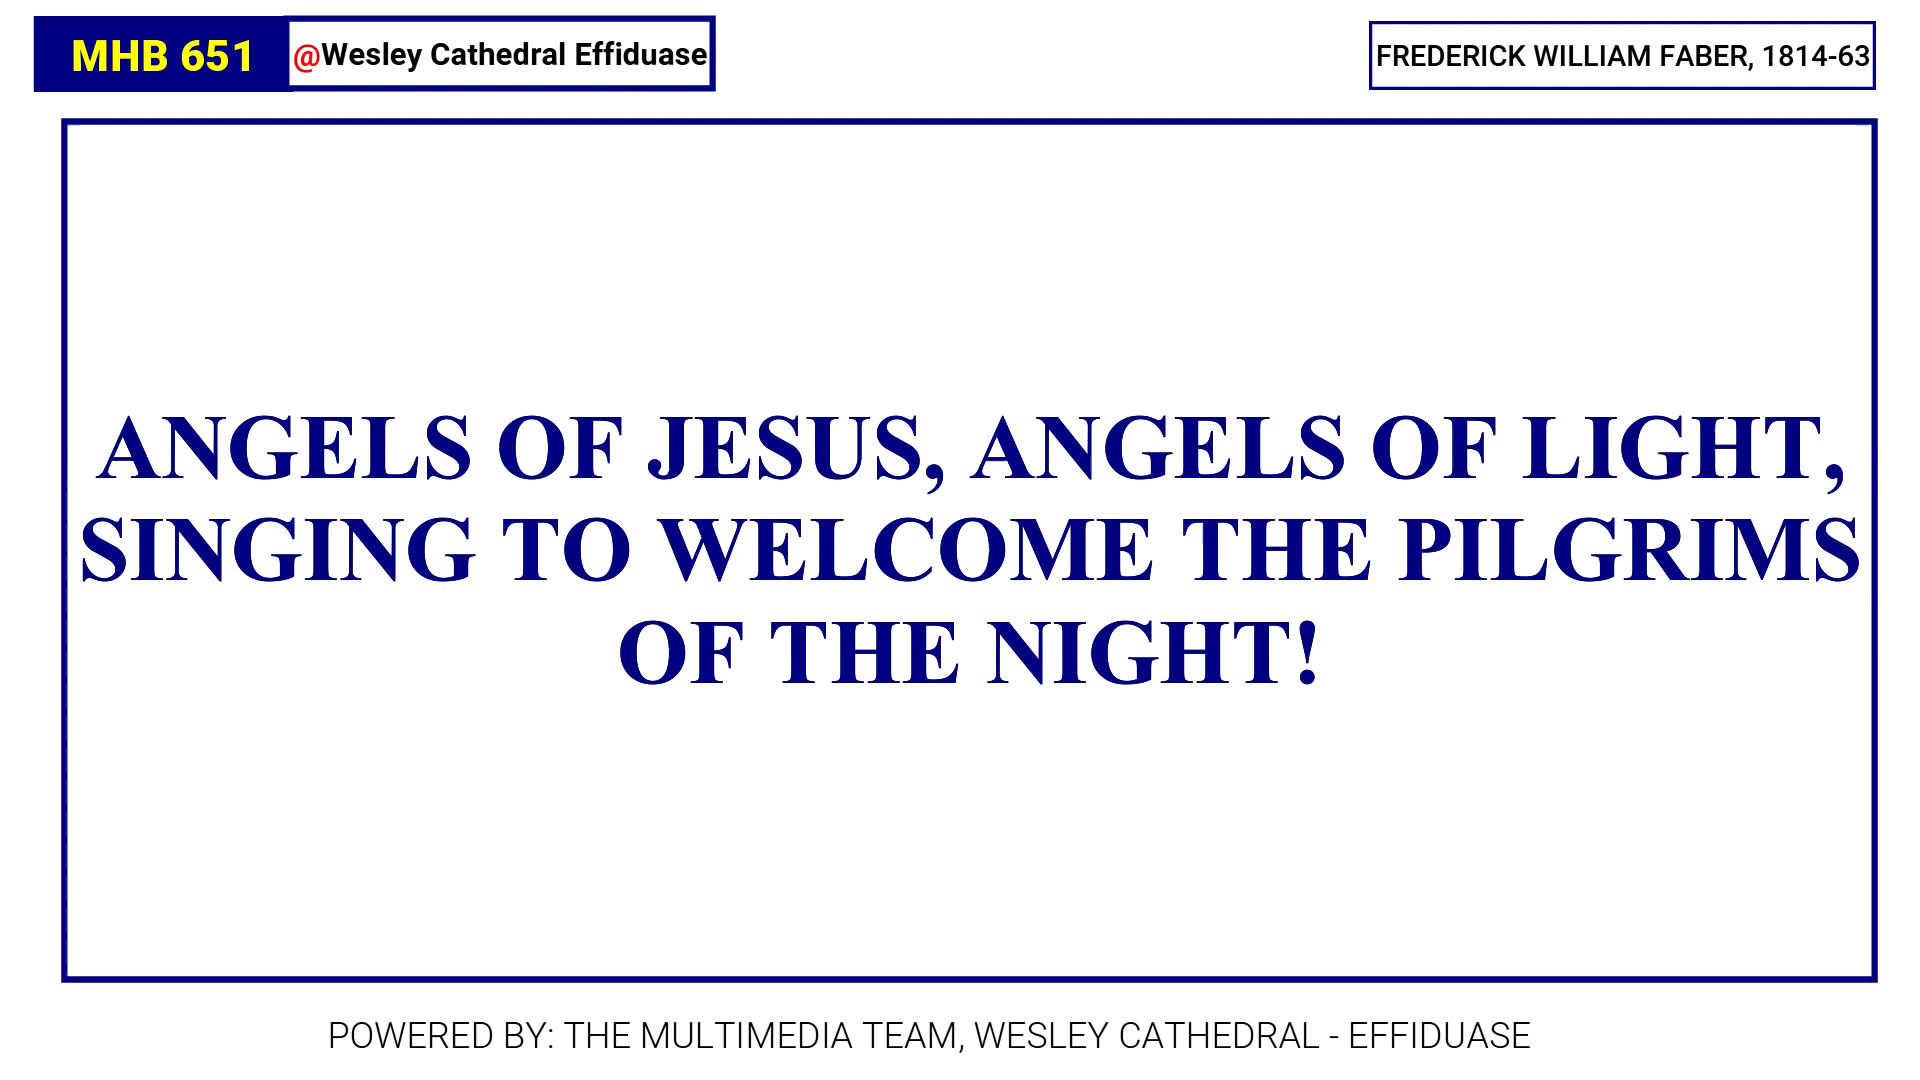 MHB 651
@Wesley Cathedral Effiduase
FREDERICK WILLIAM FABER, 1814-63
ANGELS OF JESUS, ANGELS OF LIGHT,
SINGING TO WELCOME THE PILGRIMS
OF THE NIGHT!
POWERED BY: THE MULTIMEDIA TEAM, WESLEY CATHEDRAL - EFFIDUASE